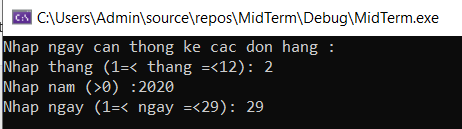 C:\Users\Admin\source\repos\MidTerm\Debug\MidTerm.exe
Nhap ngay can thong ke cac don hang :
Nhap thang (1=< thang =<12): 2
Nhap nam (>0) :2020
Nhap ngay (1=< ngay =<29): 29